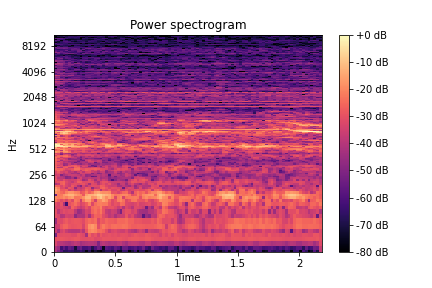 Power spectrogram
8192
4096
2048
1024
512
256
128
64
0
Hz
0
0.5
1
1.5
2
Time
+0 dB
-10 dB
-20 dB
-30 dB
-40 dB
-50 dB
-60 dB
-70 dB
-80 dB